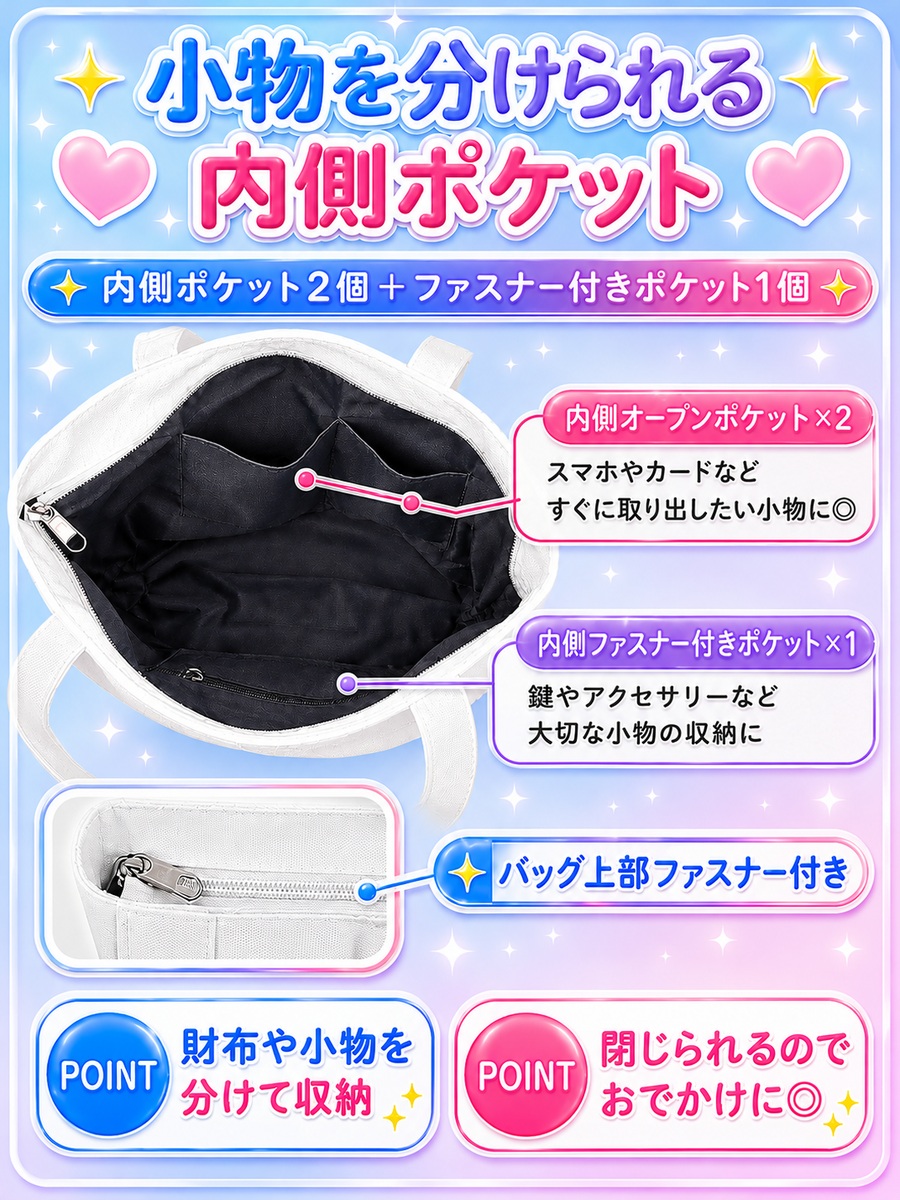 小物を分けられる
内側ポケット
内側ポケット2個＋ファスナー付きポケット1個
内側オープンポケット×2
スマホやカードなど
すぐに取り出したい小物に◎
内側ファスナー付きポケット×1
鍵やアクセサリーなど
大切な小物の収納に
バッグ上部ファスナー付き
POINT
財布や小物を
分けて収納
POINT
閉じられるので
おでかけに◎